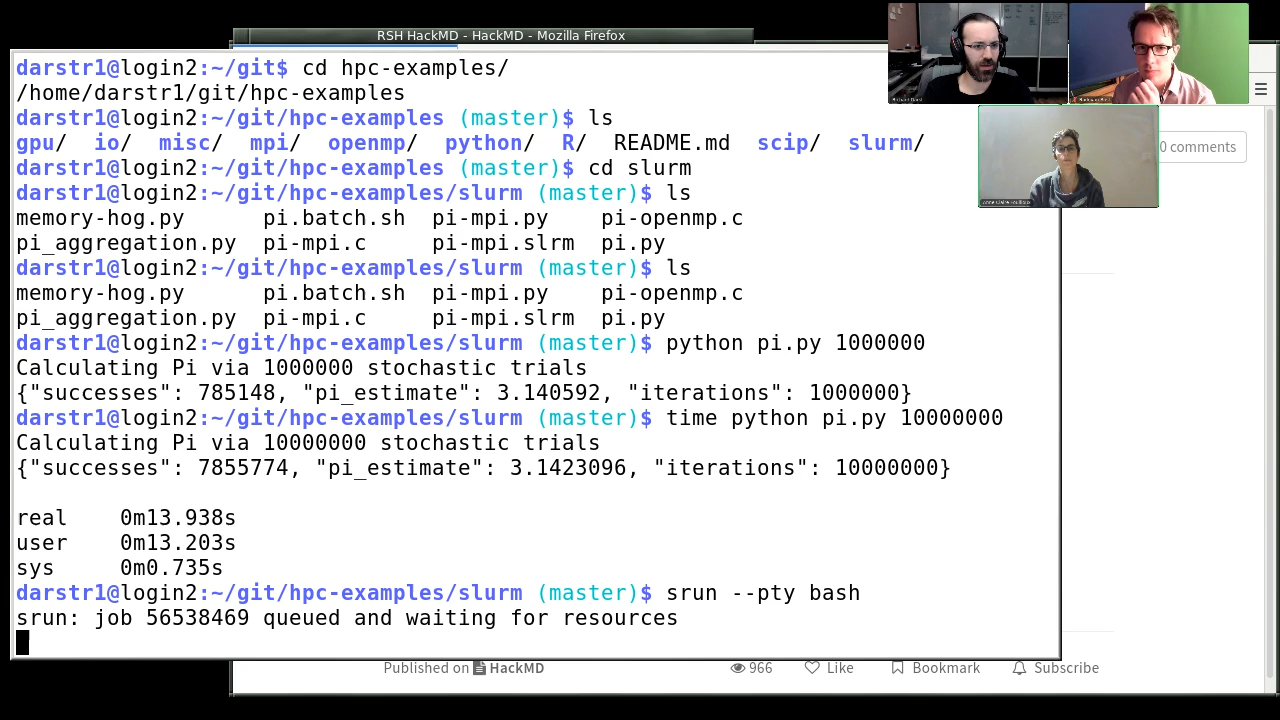 RSH HackMD - HackMD - Mozilla Firefox
darstr1@login2:~/git$ cd hpc-examples/
/home/darstr1/git/hpc-examples
darstr1@login2:~/git/hpc-examples (master)$ ls
gpu/  io/  misc/  mpi/  openmp/  python/  R/  README.md  scip/  slurm/
darstr1@login2:~/git/hpc-examples (master)$ cd slurm
darstr1@login2:~/git/hpc-examples/slurm (master)$ ls
memory-hog.py      pi.batch.sh  pi-mpi.py    pi-openmp.c
pi_aggregation.py  pi-mpi.c     pi-mpi.slrm  pi.py
darstr1@login2:~/git/hpc-examples/slurm (master)$ ls
memory-hog.py      pi.batch.sh  pi-mpi.py    pi-openmp.c
pi_aggregation.py  pi-mpi.c     pi-mpi.slrm  pi.py
darstr1@login2:~/git/hpc-examples/slurm (master)$ python pi.py 1000000
Calculating Pi via 1000000 stochastic trials
{"successes": 785148, "pi_estimate": 3.140592, "iterations": 1000000}
darstr1@login2:~/git/hpc-examples/slurm (master)$ time python pi.py 10000000
Calculating Pi via 10000000 stochastic trials
{"successes": 7855774, "pi_estimate": 3.1423096, "iterations": 10000000}
real    0m13.938s
user    0m13.203s
sys     0m0.735s
darstr1@login2:~/git/hpc-examples/slurm (master)$ srun --pty bash
srun: job 56538469 queued and waiting for resources
0 comments
Published on HackMD 966 Like Bookmark Subscribe